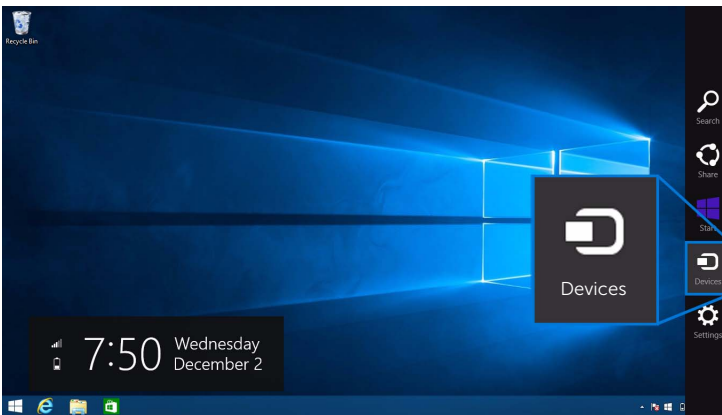 Recycle Bin
Search
Share
Start
Devices
Devices
Settings
7:50
Wednesday
December 2